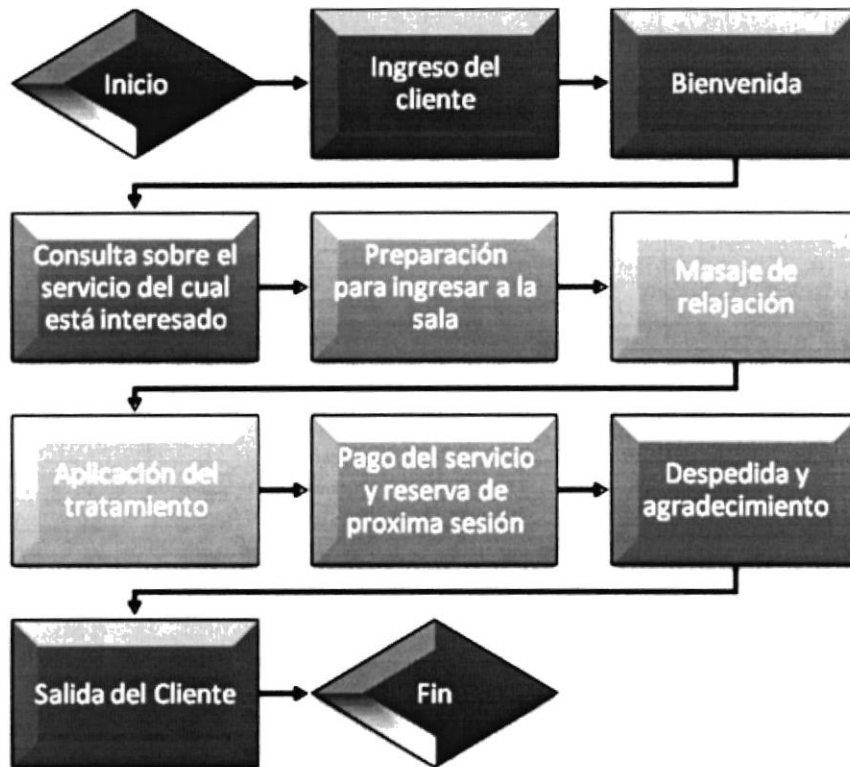 Inicio
Ingreso del
cliente
Bienvenida
Consulta sobre el
servicio del cual
está interesado
Preparación
para ingresar a la
sala
Masaje de
relajación
Aplicación del
tratamiento
Pago del servicio
y reserva de
proxima sesión
Despedida y
agradecimiento
Salida del Cliente
Fin